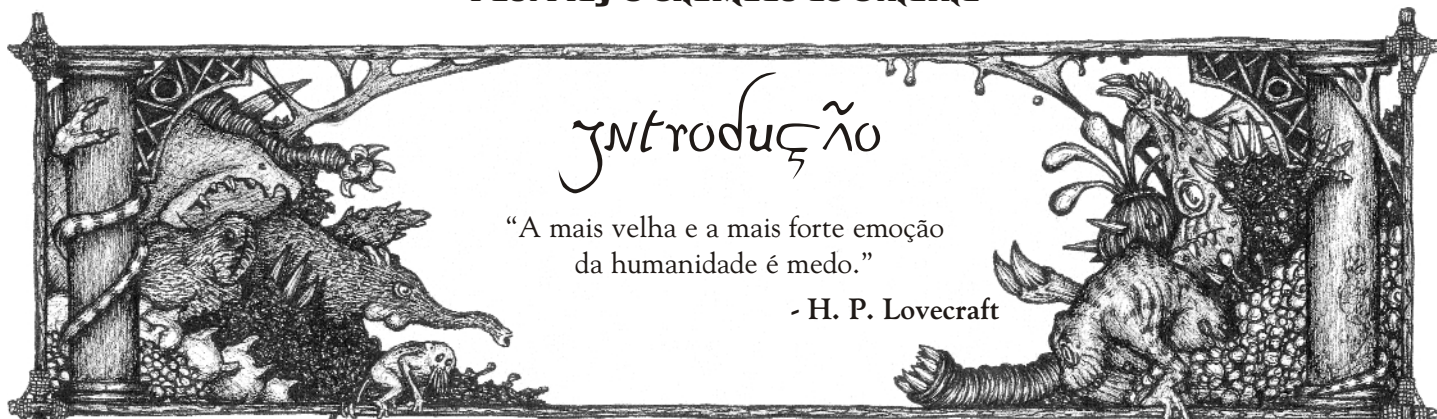 Introdução
“A mais velha e a mais forte emoção
da humanidade é medo.”
- H. P. Lovecraft